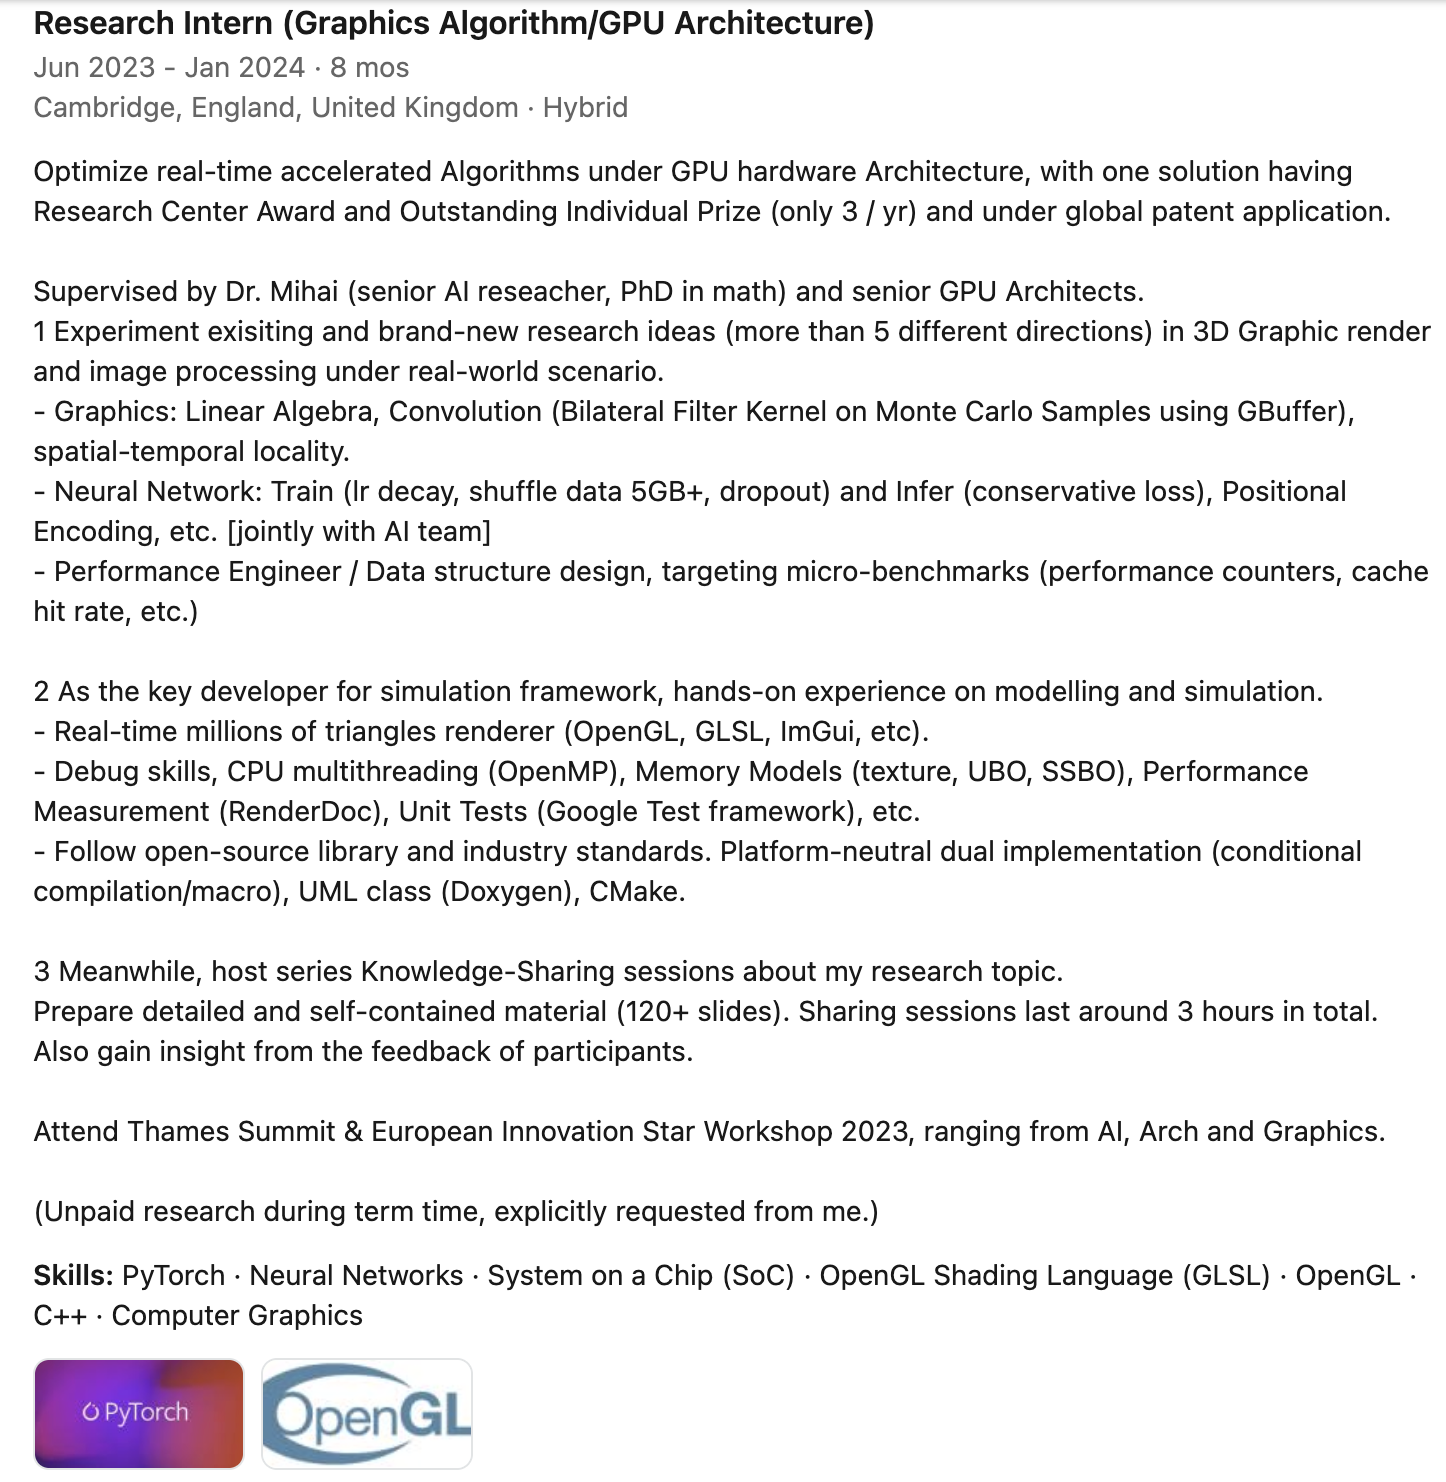 Research Intern (Graphics Algorithm/GPU Architecture)
Jun 2023 - Jan 2024 · 8 mos
Cambridge, England, United Kingdom · Hybrid
Optimize real-time accelerated Algorithms under GPU hardware Architecture, with one solution having
Research Center Award and Outstanding Individual Prize (only 3 / yr) and under global patent application.
Supervised by Dr. Mihai (senior AI reseacher, PhD in math) and senior GPU Architects.
1 Experiment exisiting and brand-new research ideas (more than 5 different directions) in 3D Graphic render
and image processing under real-world scenario.
- Graphics: Linear Algebra, Convolution (Bilateral Filter Kernel on Monte Carlo Samples using GBuffer),
spatial-temporal locality.
- Neural Network: Train (lr decay, shuffle data 5GB+, dropout) and Infer (conservative loss), Positional
Encoding, etc. [jointly with AI team]
- Performance Engineer / Data structure design, targeting micro-benchmarks (performance counters, cache
hit rate, etc.)
2 As the key developer for simulation framework, hands-on experience on modelling and simulation.
- Real-time millions of triangles renderer (OpenGL, GLSL, ImGui, etc).
- Debug skills, CPU multithreading (OpenMP), Memory Models (texture, UBO, SSBO), Performance
Measurement (RenderDoc), Unit Tests (Google Test framework), etc.
- Follow open-source library and industry standards. Platform-neutral dual implementation (conditional
compilation/macro), UML class (Doxygen), CMake.
3 Meanwhile, host series Knowledge-Sharing sessions about my research topic.
Prepare detailed and self-contained material (120+ slides). Sharing sessions last around 3 hours in total.
Also gain insight from the feedback of participants.
Attend Thames Summit & European Innovation Star Workshop 2023, ranging from AI, Arch and Graphics.
(Unpaid research during term time, explicitly requested from me.)
Skills: PyTorch · Neural Networks · System on a Chip (SoC) · OpenGL Shading Language (GLSL) · OpenGL ·
C++ · Computer Graphics
PyTorch
OpenGL